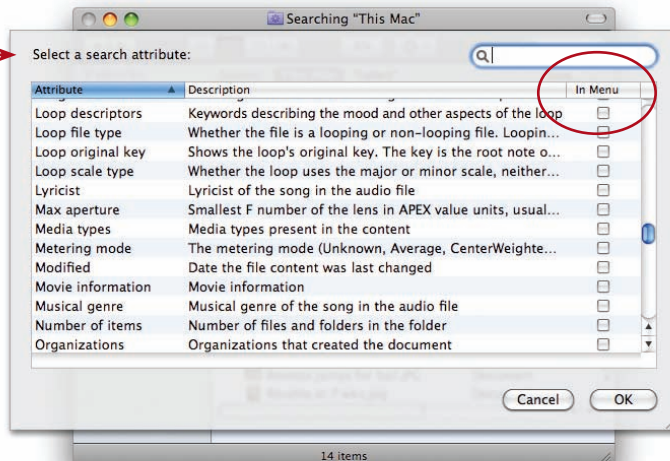 Searching "This Mac"
Select a search attribute:
Attribute Description In Menu
Loop descriptors Keywords describing the mood and other aspects of the loop
Loop file type Whether the file is a looping or non-looping file. Loopin...
Loop original key Shows the loop's original key. The key is the root note o...
Loop scale type Whether the loop uses the major or minor scale, neither...
Lyricist Lyricist of the song in the audio file
Max aperture Smallest F number of the lens in APEX value units, usual...
Media types Media types present in the content
Metering mode The metering mode (Unknown, Average, CenterWeighte...
Modified Date the file content was last changed
Movie information Movie information
Musical genre Musical genre of the song in the audio file
Number of items Number of files and folders in the folder
Organizations Organizations that created the document
Cancel OK
14 items